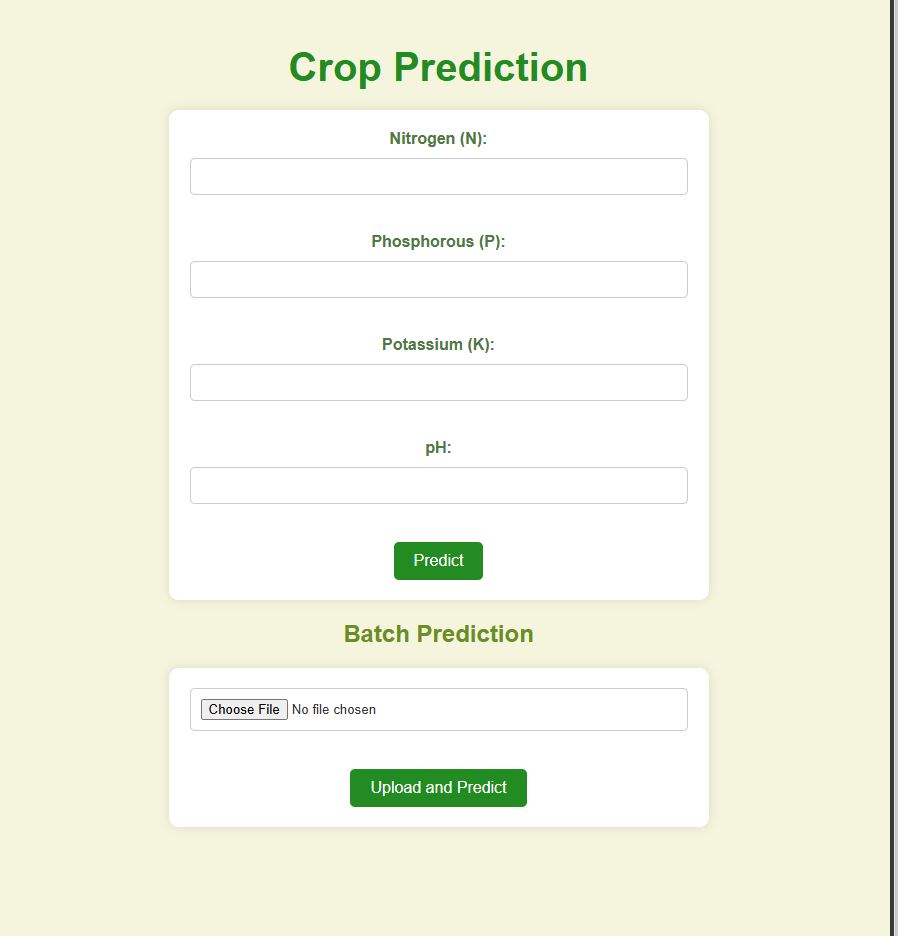 Crop Prediction
Nitrogen (N):
Phosphorous (P):
Potassium (K):
pH:
Predict
Batch Prediction
Choose File No file chosen
Upload and Predict